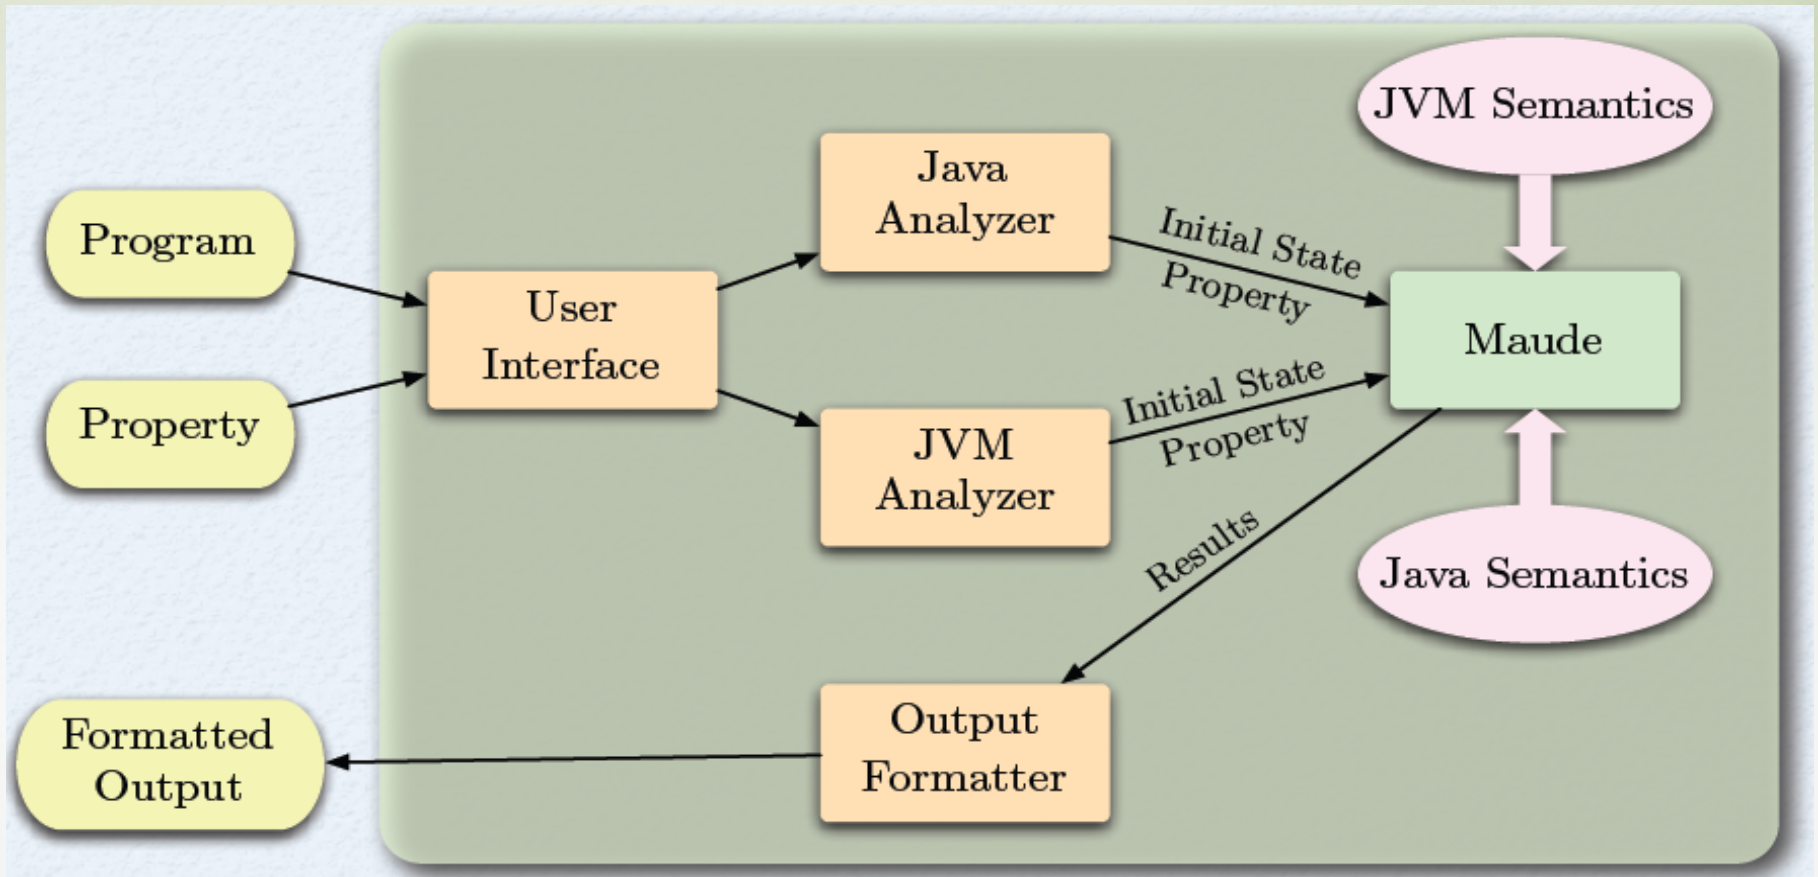 JVM Semantics
Java
Analyzer
Initial State
Property
Program
User
Interface
Maude
Property
JVM
Analyzer
Initial State
Property
Results
Java Semantics
Output
Formatter
Formatted
Output